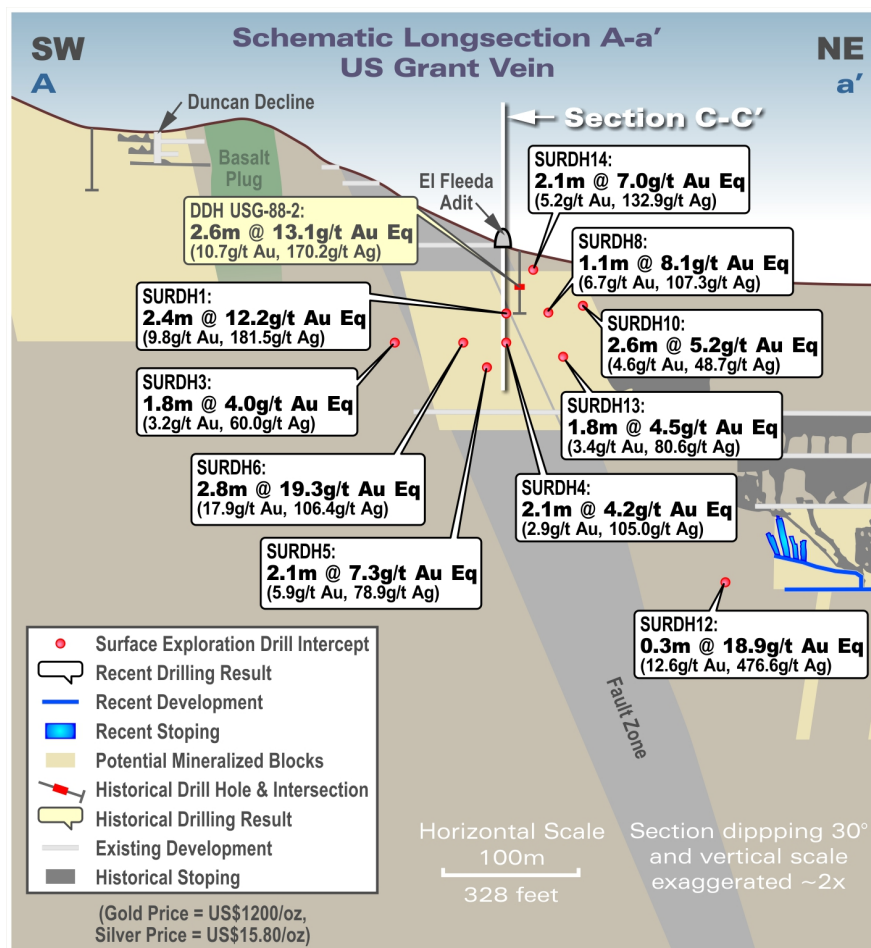 SW
A
Schematic Longsection A-a'
US Grant Vein
NE
a'
Duncan Decline
Section C-C'
Basalt
Plug
El Fleeda
Adit
SURDH14:
2.1m @ 7.0g/t Au Eq
(5.2g/t Au, 132.9g/t Ag)
DDH USG-88-2:
2.6m @ 13.1g/t Au Eq
(10.7g/t Au, 170.2g/t Ag)
SURDH8:
1.1m @ 8.1g/t Au Eq
(6.7g/t Au, 107.3g/t Ag)
SURDH1:
2.4m @ 12.2g/t Au Eq
(9.8g/t Au, 181.5g/t Ag)
SURDH10:
2.6m @ 5.2g/t Au Eq
(4.6g/t Au, 48.7g/t Ag)
SURDH3:
1.8m @ 4.0g/t Au Eq
(3.2g/t Au, 60.0g/t Ag)
SURDH13:
1.8m @ 4.5g/t Au Eq
(3.4g/t Au, 80.6g/t Ag)
SURDH6:
2.8m @ 19.3g/t Au Eq
(17.9g/t Au, 106.4g/t Ag)
SURDH4:
2.1m @ 4.2g/t Au Eq
(2.9g/t Au, 105.0g/t Ag)
SURDH5:
2.1m @ 7.3g/t Au Eq
(5.9g/t Au, 78.9g/t Ag)
SURDH12:
0.3m @ 18.9g/t Au Eq
(12.6g/t Au, 476.6g/t Ag)
Fault Zone
Surface Exploration Drill Intercept
Recent Drilling Result
Recent Development
Recent Stoping
Potential Mineralized Blocks
Historical Drill Hole & Intersection
Historical Drilling Result
Existing Development
Historical Stoping
(Gold Price = US$1200/oz,
Silver Price = US$15.80/oz)
Horizontal Scale
100m
328 feet
Section dippping 30°
and vertical scale
exaggerated ~2x